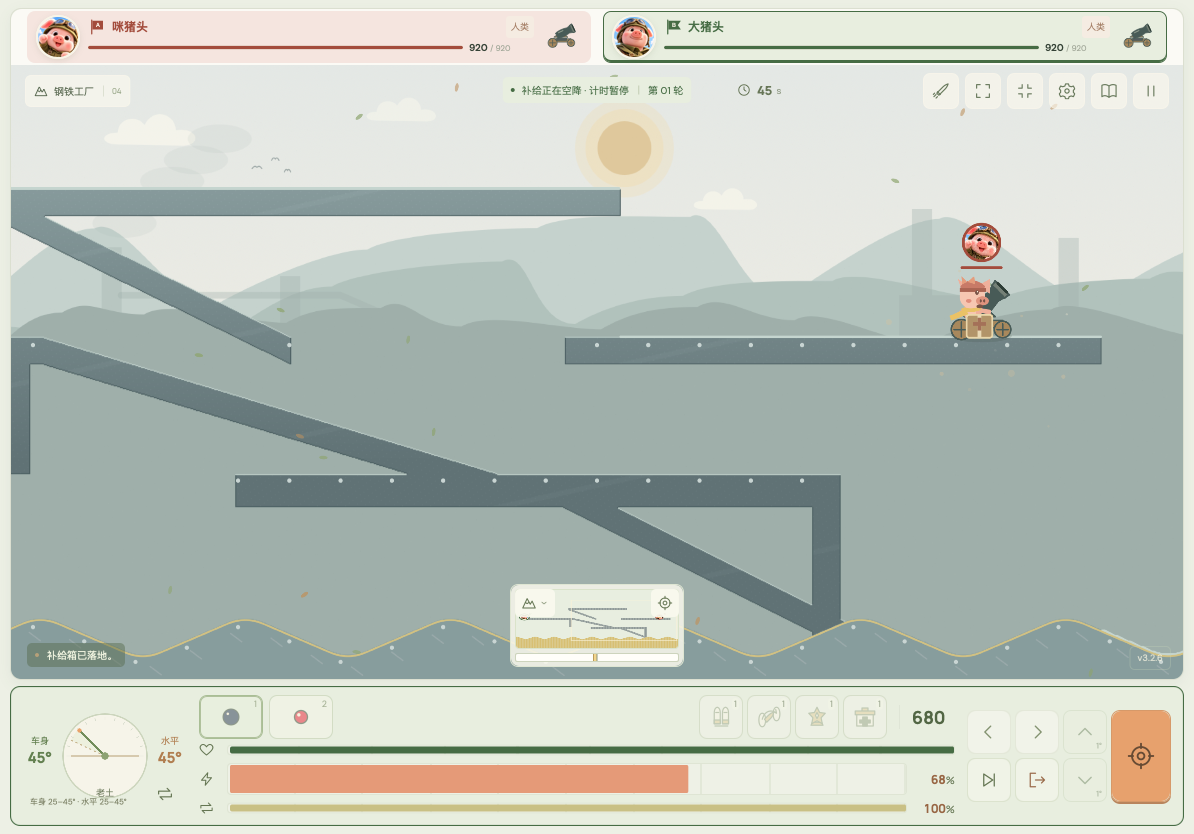 A 咪猪头
人类
920 / 920
B 大猪头
人类
920 / 920
钢铁工厂 04
补给正在空降 · 计时暂停 第 01 轮
45 s
补给箱已落地。
车身
45°
水平
45°
老土
车身 25–45° · 水平 25–45°
1
2
1
1
1
1
680
68%
100%
1°
1°